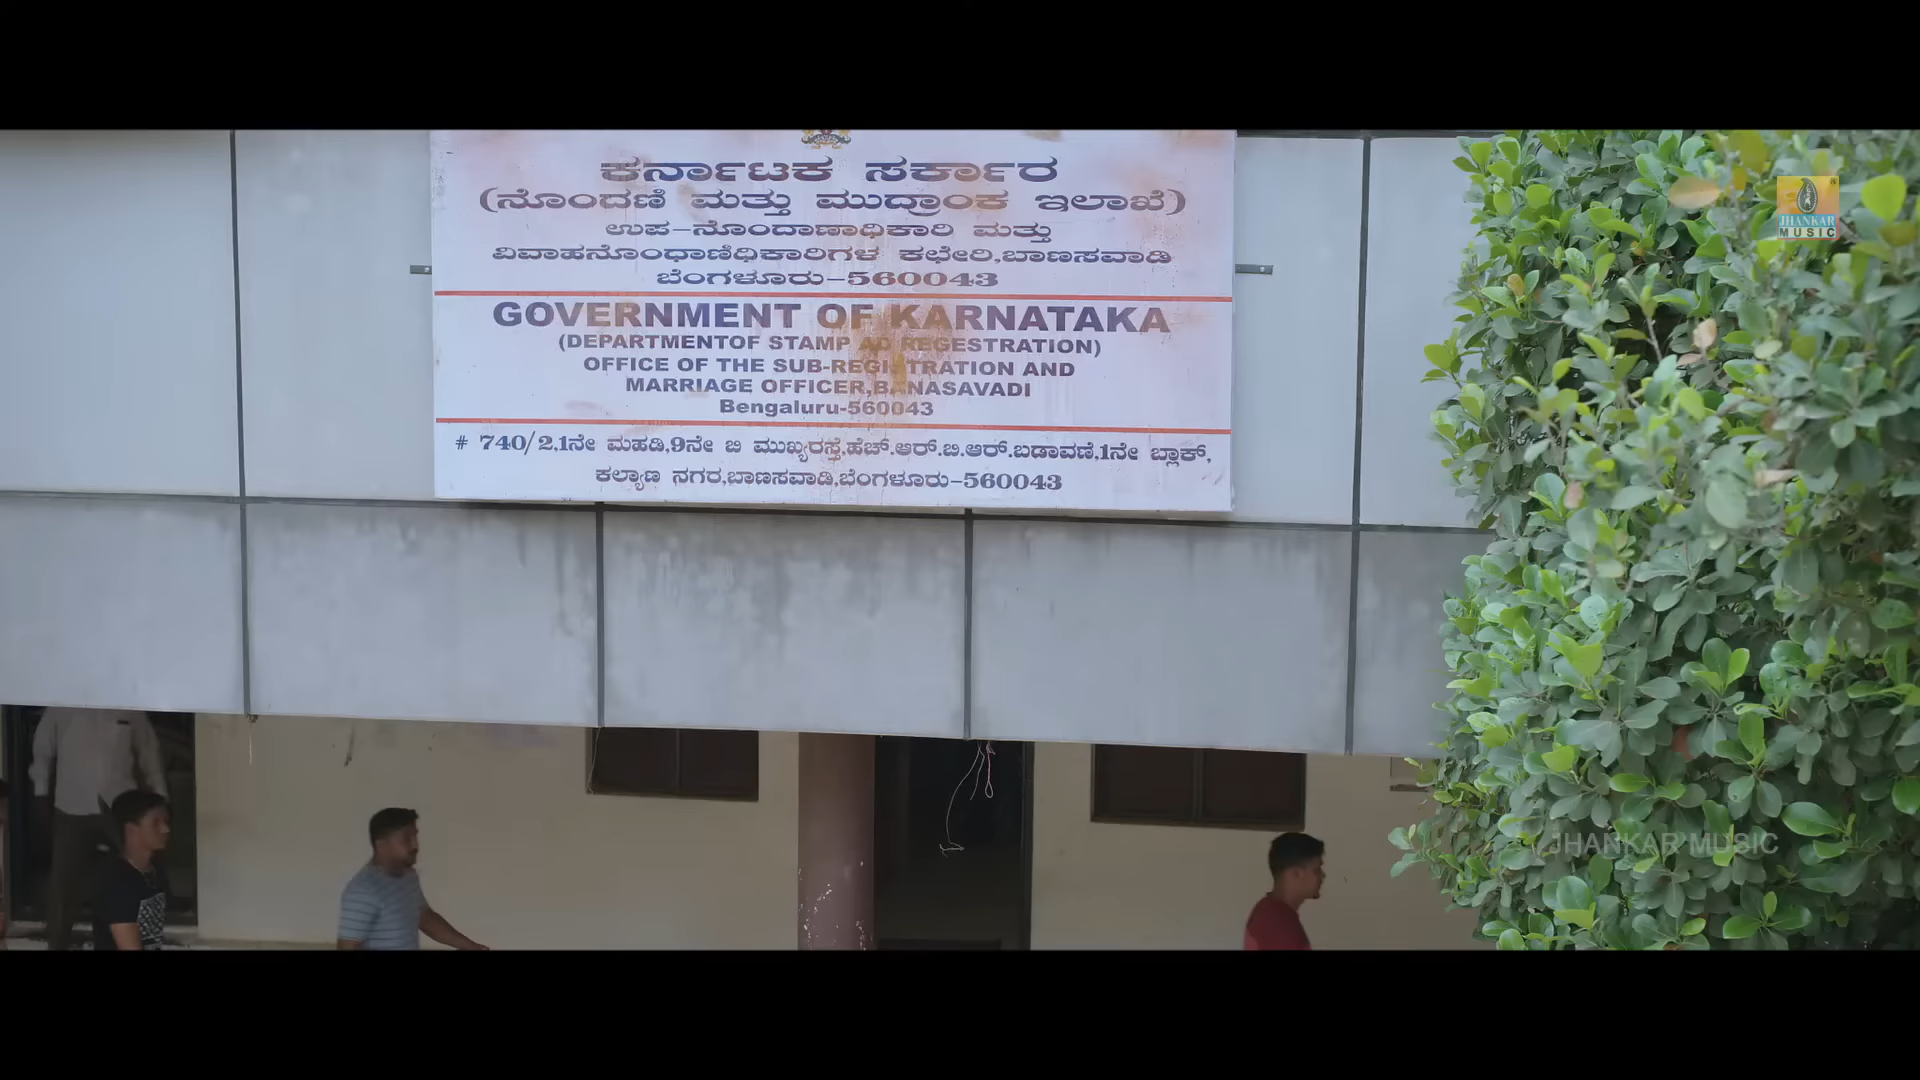 ಕರ್ನಾಟಕ ಸರ್ಕಾರ
(ನೊಂದಣಿ ಮತ್ತು ಮುದ್ರಾಂಕ ಇಲಾಖೆ)
ಉಪ-ನೊಂದಾಣಾಧಿಕಾರಿ ಮತ್ತು
ವಿವಾಹನೊಂಧಾಣಿಧಿಕಾರಿಗಳ ಕಛೇರಿ,ಬಾಣಸವಾಡಿ
ಬೆಂಗಳೂರು-560043
GOVERNMENT OF KARNATAKA
(DEPARTMENTOF STAMP AD REGESTRATION)
OFFICE OF THE SUB-REGISTRATION AND
MARRIAGE OFFICER,BANASAVADI
Bengaluru-560043
# 740/2,1ನೇ ಮಹಡಿ,9ನೇ ಬಿ ಮುಖ್ಯರಸ್ತೆ,ಹೆಚ್.ಆರ್.ಬಿ.ಆರ್.ಬಡಾವಣೆ,1ನೇ ಬ್ಲಾಕ್,
ಕಲ್ಯಾಣ ನಗರ,ಬಾಣಸವಾಡಿ,ಬೆಂಗಳೂರು-560043
JHANKAR
MUSIC
JHANKAR MUSIC